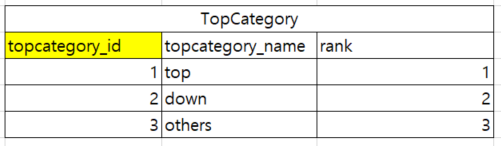 TopCategory
topcategory_id topcategory_name rank
1 top 1
2 down 2
3 others 3